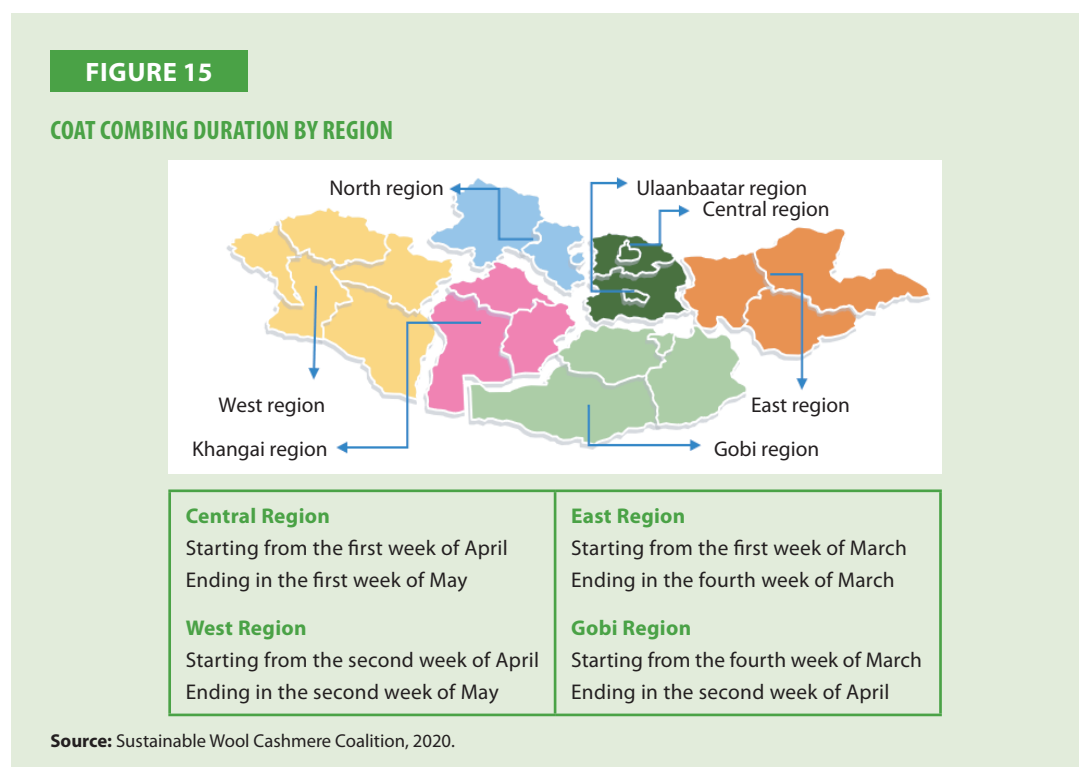 FIGURE 15
COAT COMBING DURATION BY REGION
North region
Ulaanbaatar region
Central region
West region
East region
Khangai region
Gobi region
Central Region
Starting from the first week of April
Ending in the first week of May
West Region
Starting from the second week of April
Ending in the second week of May
East Region
Starting from the first week of March
Ending in the fourth week of March
Gobi Region
Starting from the fourth week of March
Ending in the second week of April
Source: Sustainable Wool Cashmere Coalition, 2020.